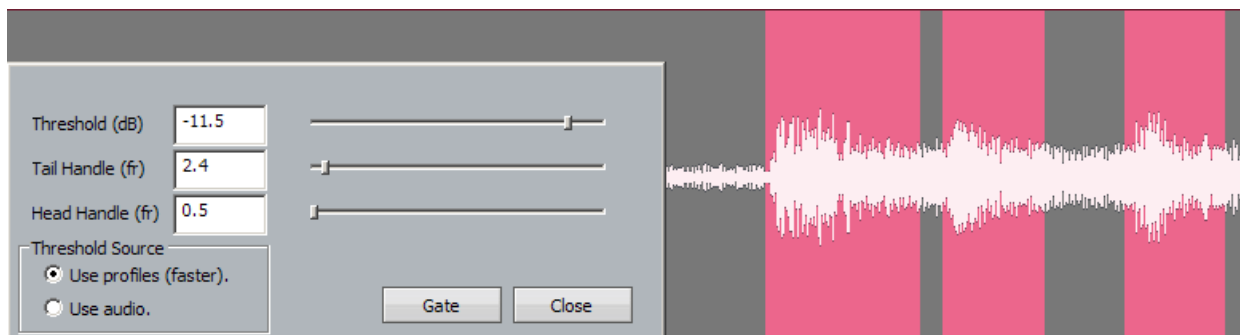 Threshold (dB) -11.5
Tail Handle (fr) 2.4
Head Handle (fr) 0.5
Threshold Source
Use profiles (faster).
Use audio.
Gate Close